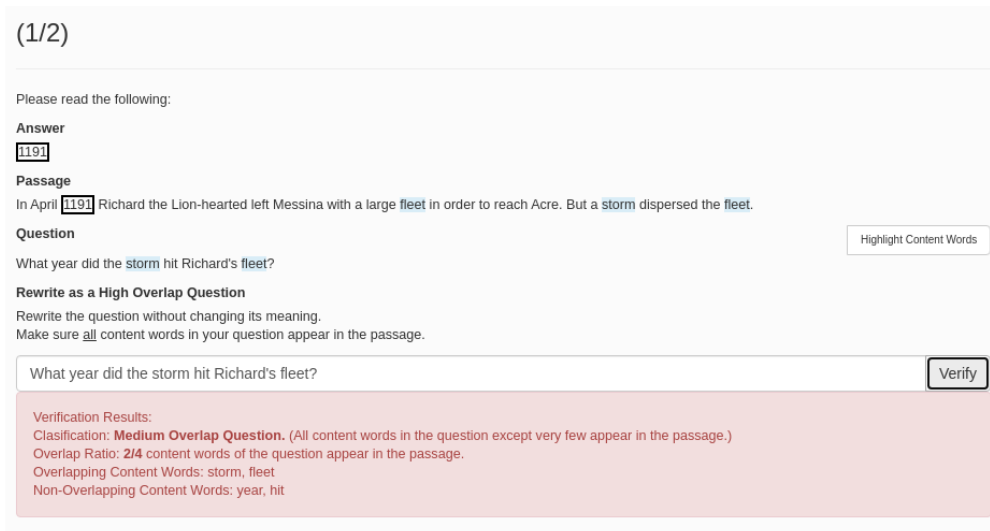 (1/2)
Please read the following:
Answer
1191
Passage
In April 1191 Richard the Lion-hearted left Messina with a large fleet in order to reach Acre. But a storm dispersed the fleet.
Question
Highlight Content Words
What year did the storm hit Richard's fleet?
Rewrite as a High Overlap Question
Rewrite the question without changing its meaning.
Make sure all content words in your question appear in the passage.
What year did the storm hit Richard's fleet?
Verify
Verification Results:
Clasification: Medium Overlap Question. (All content words in the question except very few appear in the passage.)
Overlap Ratio: 2/4 content words of the question appear in the passage.
Overlapping Content Words: storm, fleet
Non-Overlapping Content Words: year, hit